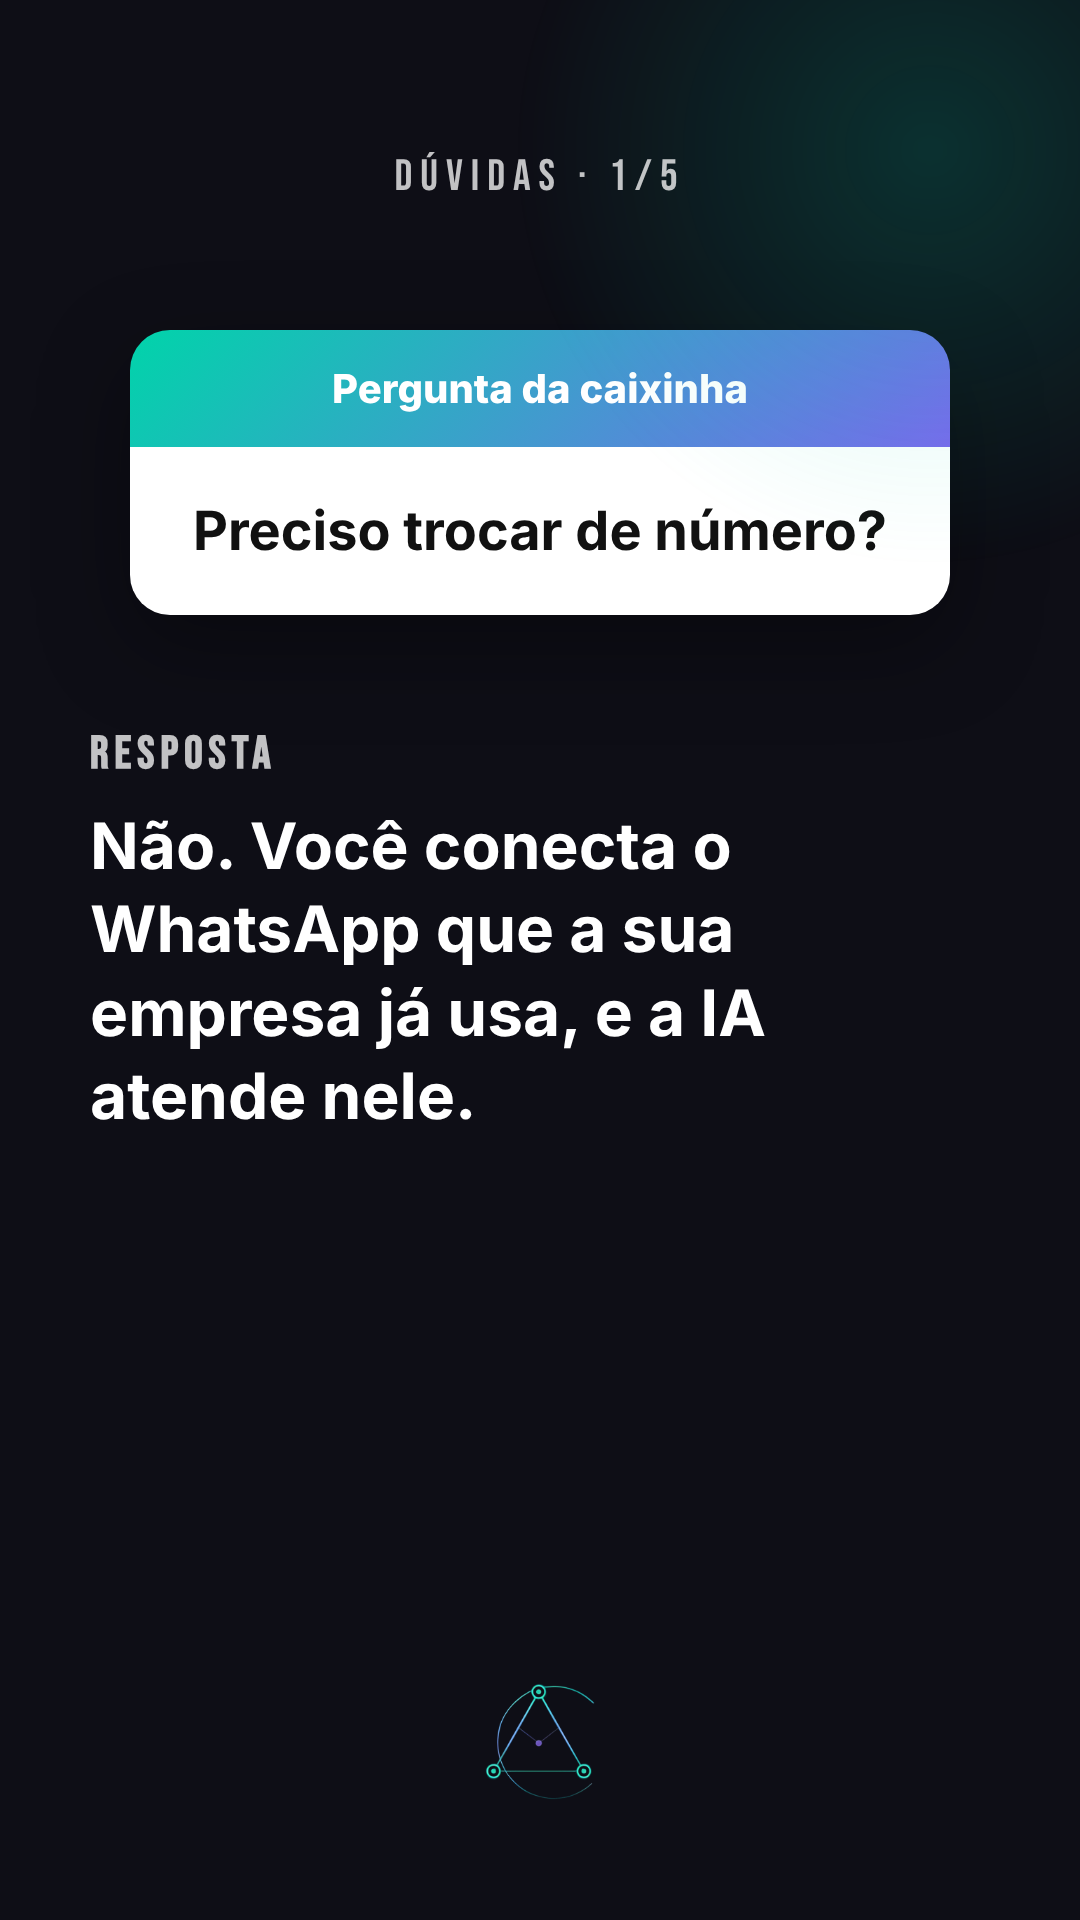 DÚVIDAS · 1/5
Pergunta da caixinha
Preciso trocar de número?
RESPOSTA
Não. Você conecta o
WhatsApp que a sua
empresa já usa, e a IA
atende nele.